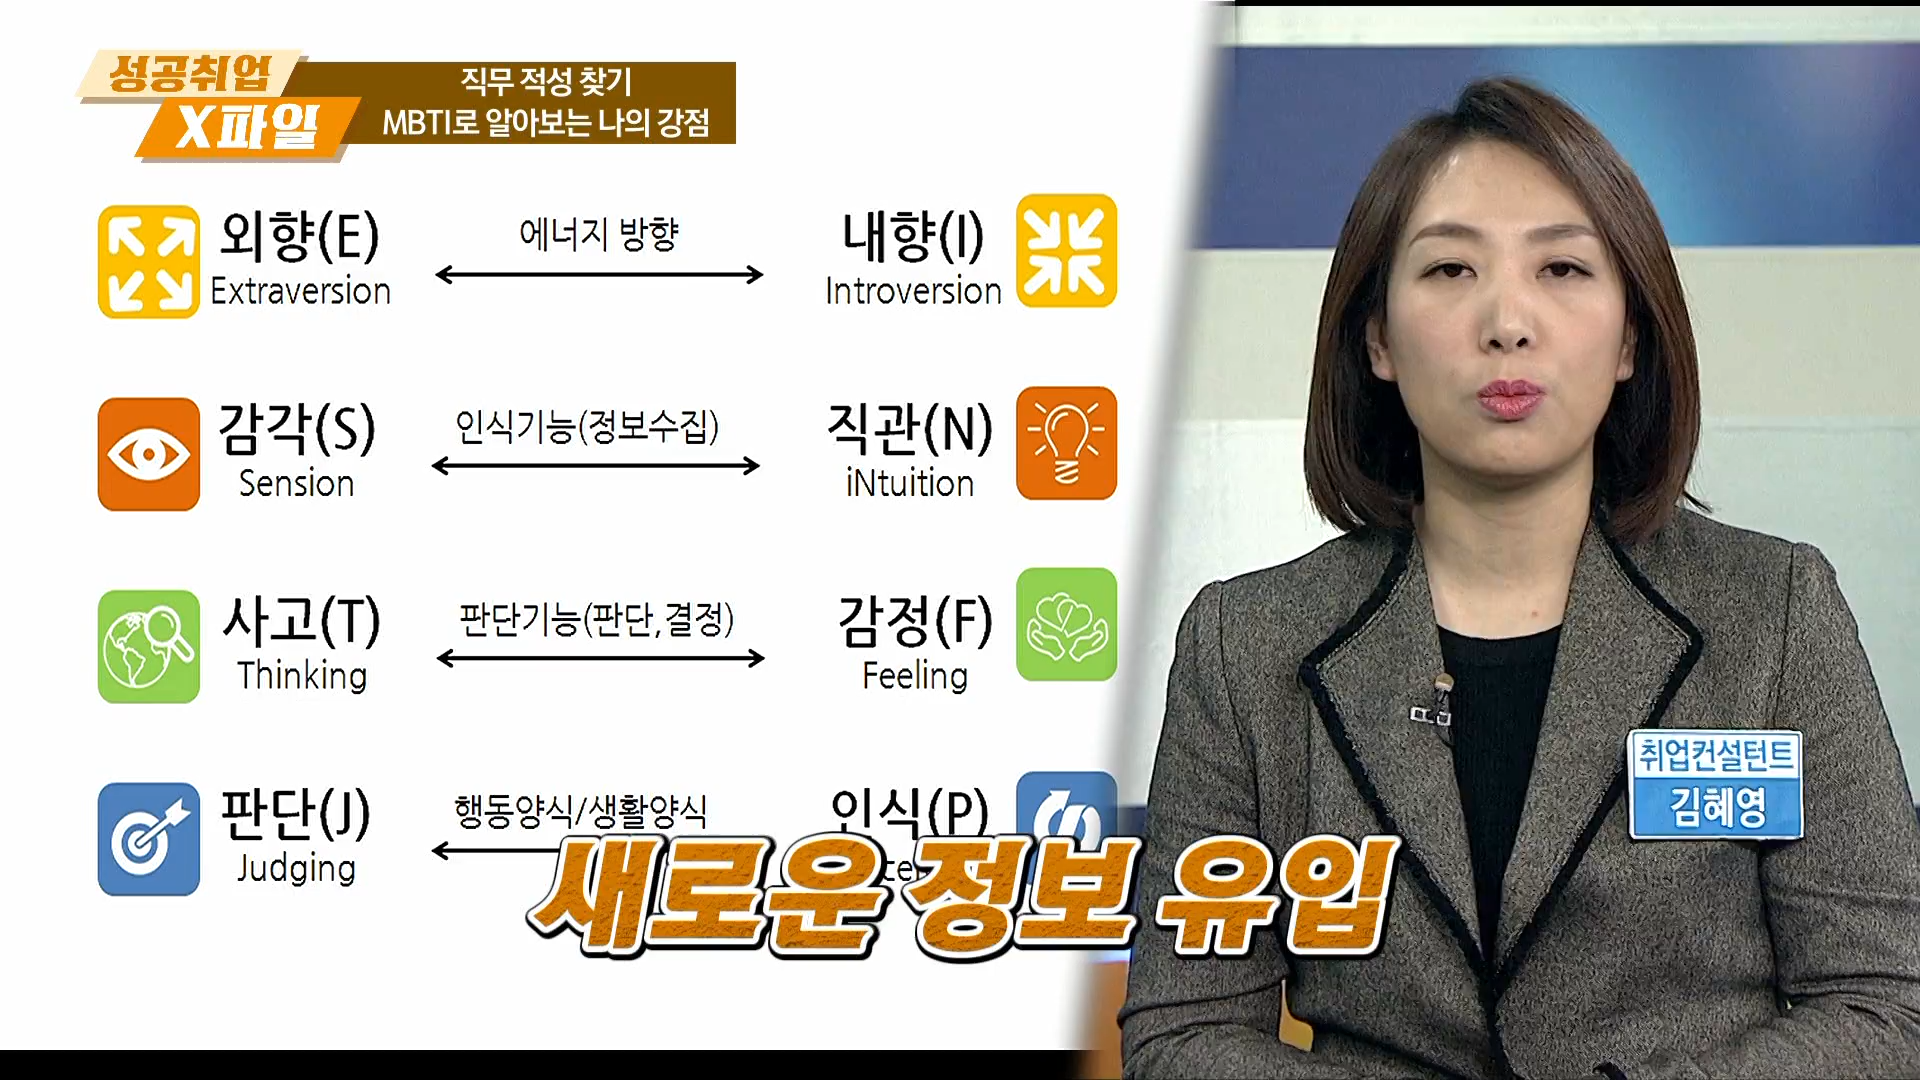 성공취업
X파일
직무 적성 찾기
MBTI로 알아보는 나의 강점
외향(E)
Extraversion
에너지 방향
내향(I)
Introversion
감각(S)
Sension
인식기능(정보수집)
직관(N)
iNtuition
사고(T)
Thinking
판단기능(판단,결정)
감정(F)
Feeling
판단(J)
Judging
행동양식/생활양식
인식(P)
새로운 정보 유입
취업컨설턴트
김혜영